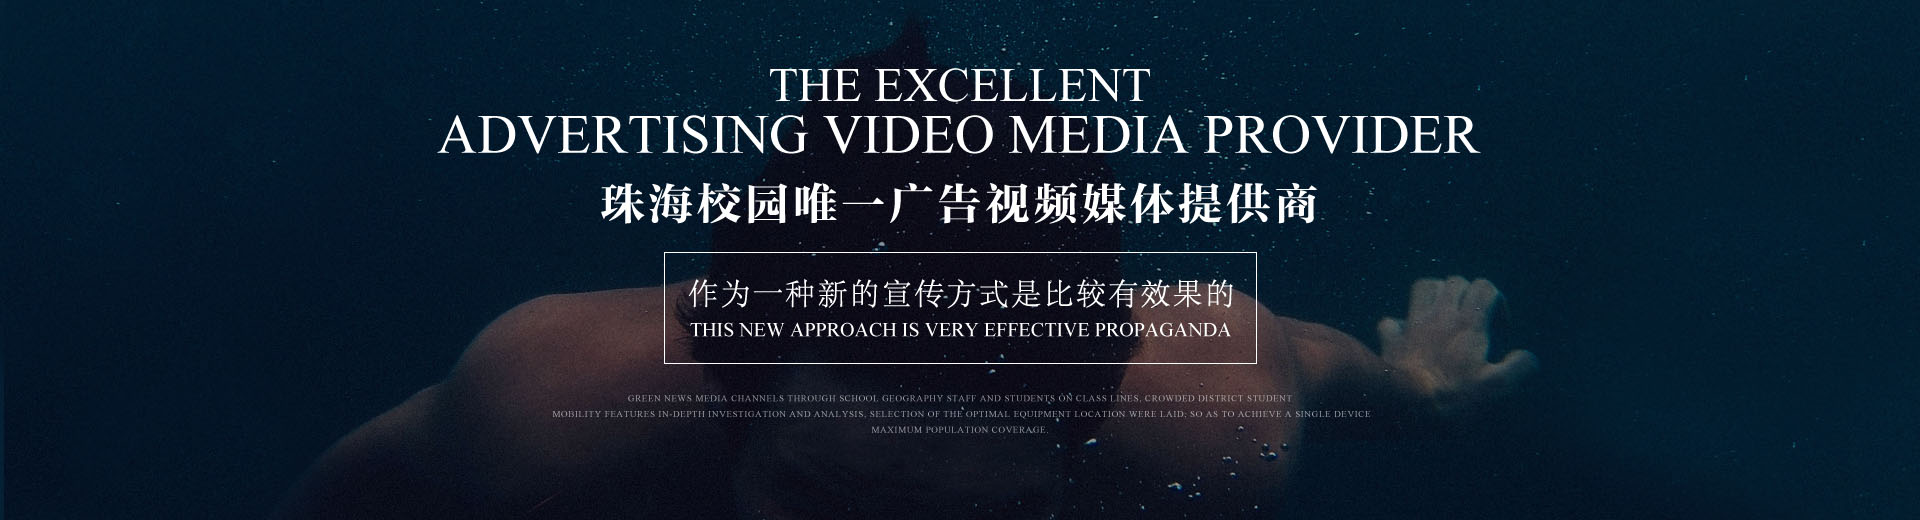 THE EXCELLENT
ADVERTISING VIDEO MEDIA PROVIDER
珠海校园唯一广告视频媒体提供商
作为一种新的宣传方式是比较有效果的
THIS NEW APPROACH IS VERY EFFECTIVE PROPAGANDA
GREEN NEWS MEDIA CHANNELS THROUGH SCHOOL GEOGRAPHY STAFF AND STUDENTS ON CLASS LINES, CROWDED DISTRICT STUDENT
MOBILITY FEATURES IN-DEPTH INVESTIGATION AND ANALYSIS, SELECTION OF THE OPTIMAL EQUIPMENT LOCATION WERE LAID; SO AS TO ACHIEVE A SINGLE DEVICE
MAXIMUM POPULATION COVERAGE.